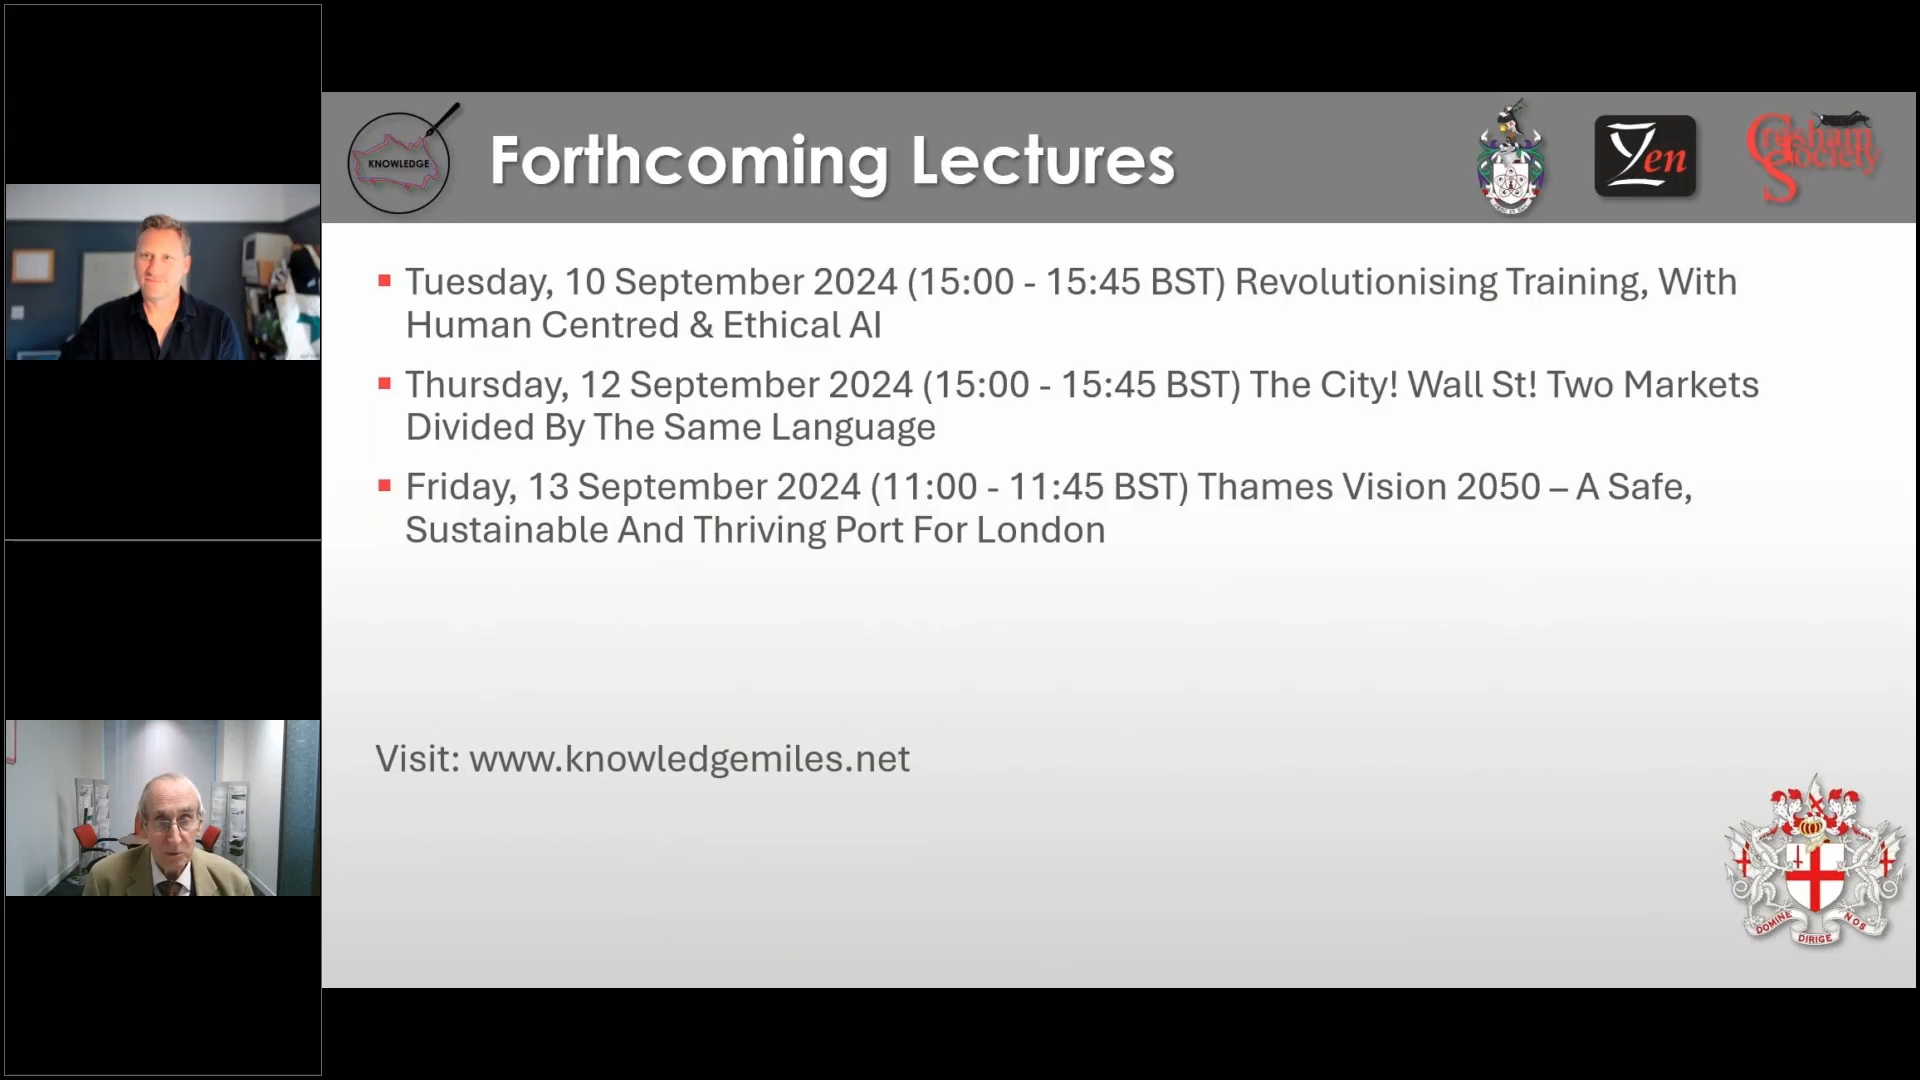 KNOWLEDGE
Forthcoming Lectures
Yen
Gresham
Society
Tuesday, 10 September 2024 (15:00 - 15:45 BST) Revolutionising Training, With
Human Centred & Ethical AI
Thursday, 12 September 2024 (15:00 - 15:45 BST) The City! Wall St! Two Markets
Divided By The Same Language
Friday, 13 September 2024 (11:00 - 11:45 BST) Thames Vision 2050 – A Safe,
Sustainable And Thriving Port For London
Visit: www.knowledgemiles.net
DOMINE DIRIGE NOS